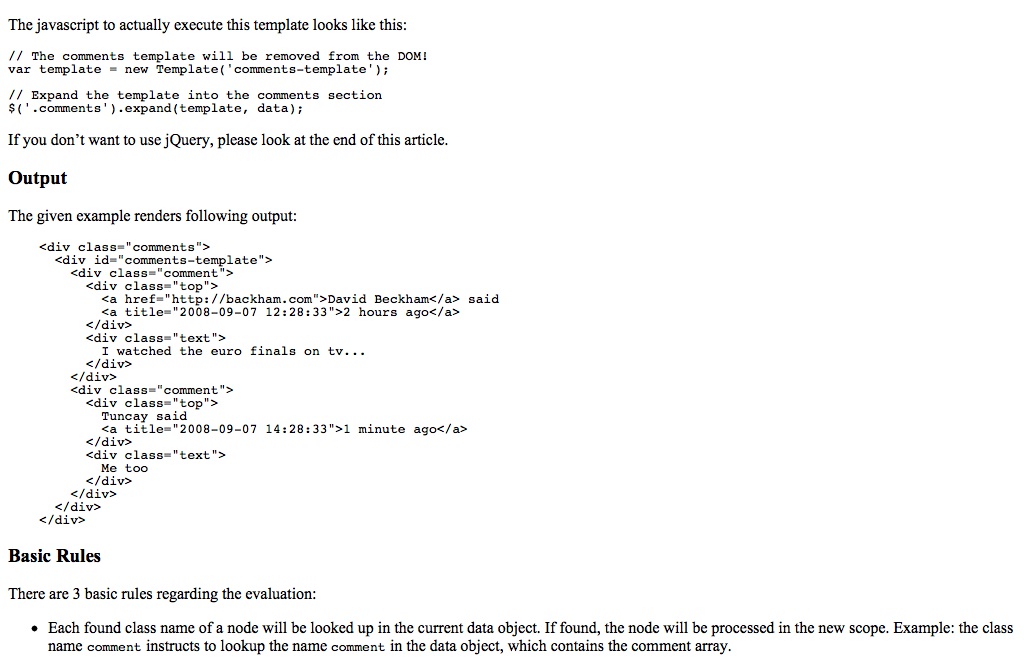 The javascript to actually execute this template looks like this:
// The comments template will be removed from the DOM!
var template = new Template('comments-template');
// Expand the template into the comments section
$('.comments').expand(template, data);
If you don't want to use jQuery, please look at the end of this article.
Output
The given example renders following output:
<div class="comments">
<div id="comments-template">
<div class="comment">
<div class="top">
<a href="http://backham.com">David Beckham</a> said
<a title="2008-09-07 12:28:33">2 hours ago</a>
</div>
<div class="text">
I watched the euro finals on tv...
</div>
</div>
<div class="comment">
<div class="top">
Tuncay said
<a title="2008-09-07 14:28:33">1 minute ago</a>
</div>
<div class="text">
Me too
</div>
</div>
</div>
</div>
Basic Rules
There are 3 basic rules regarding the evaluation:
• Each found class name of a node will be looked up in the current data object. If found, the node will be processed in the new scope. Example: the class
name comment instructs to lookup the name comment in the data object, which contains the comment array.